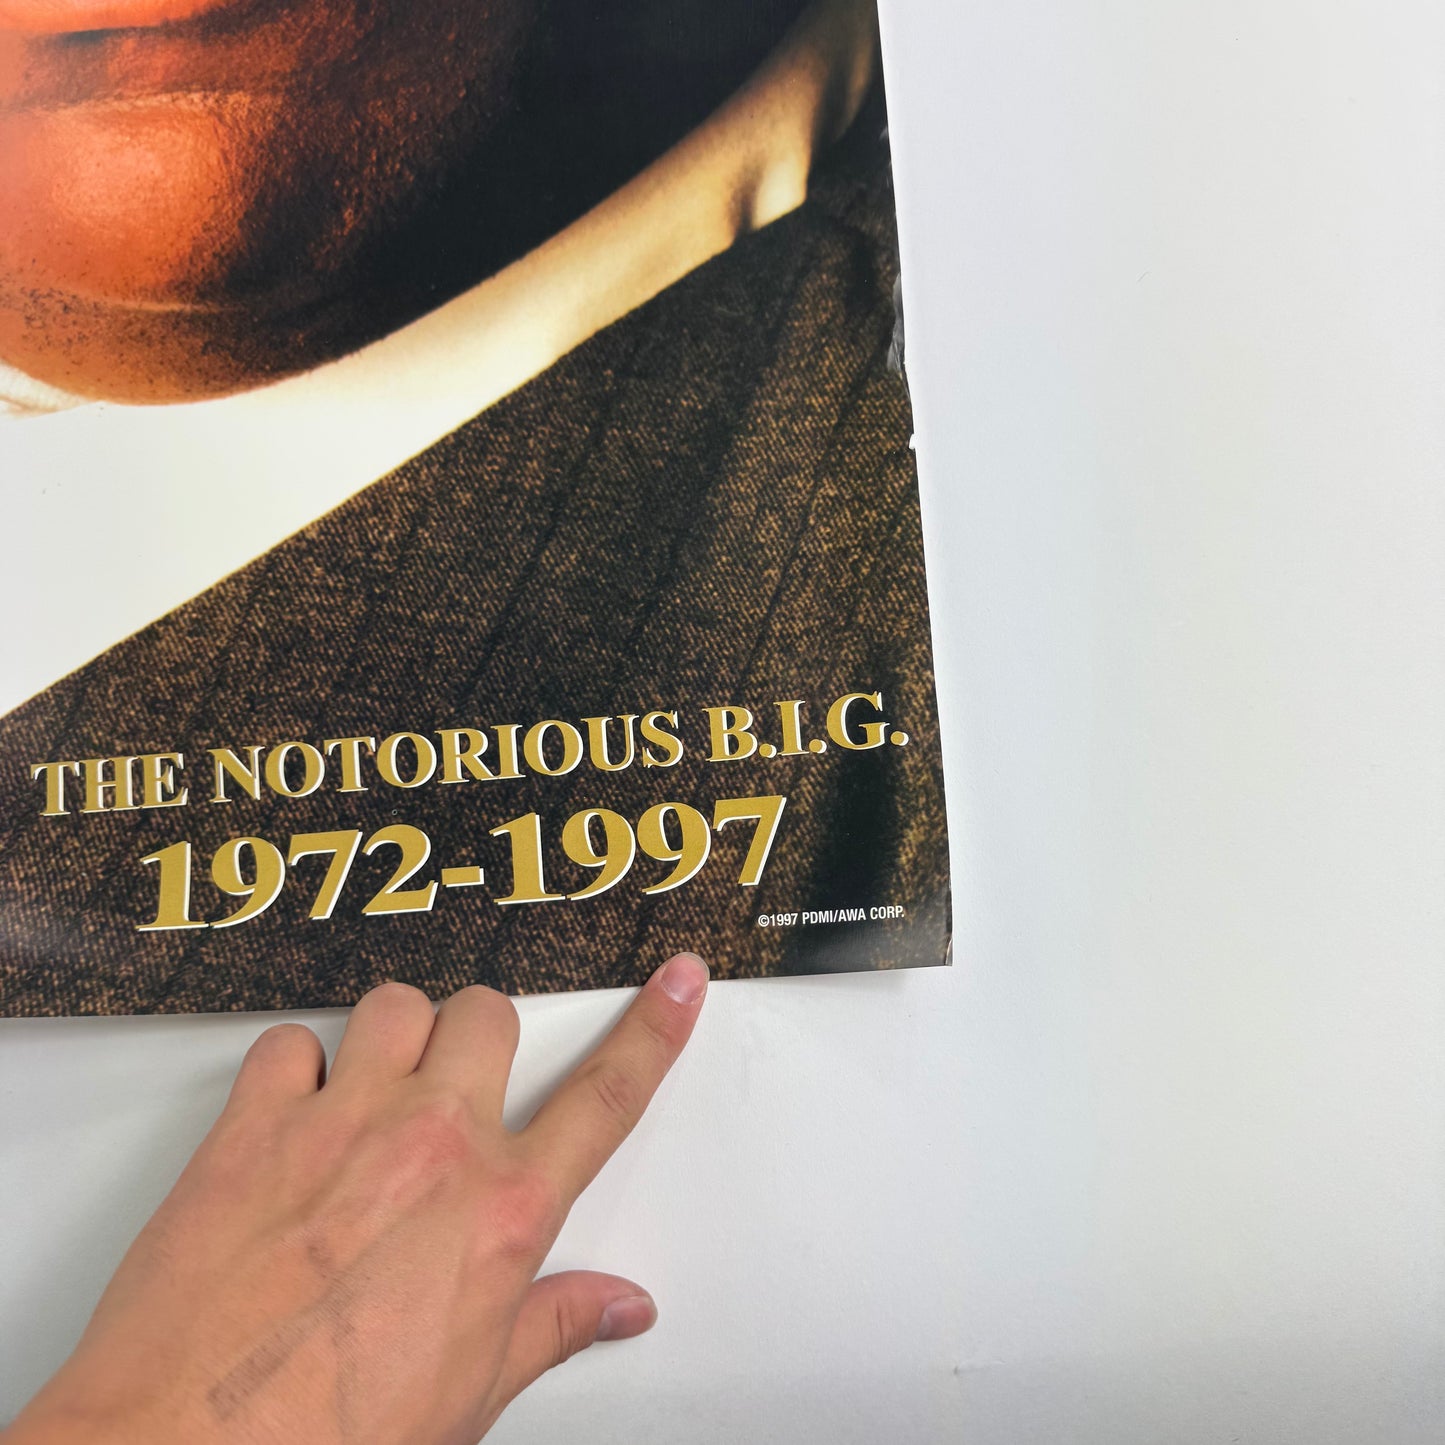 THE NOTORIOUS B.I.G.
1972-1997
©1997 PDMI/AWA CORP.